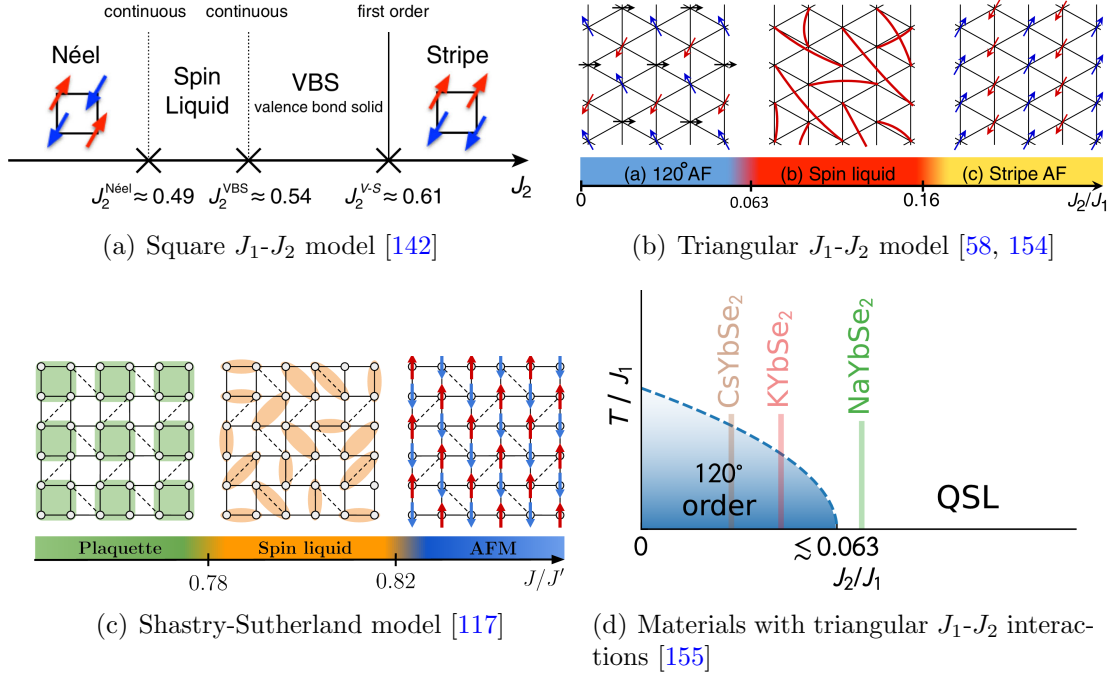 continuous continuous first order
Néel
Spin
Liquid
VBS
valence bond solid
Stripe
J₂ᴺéᵉˡ ≈ 0.49 J₂ⱽᴮˢ ≈ 0.54 J₂ⱽ⁻ˢ ≈ 0.61 J₂
(a) Square J₁-J₂ model [142]
(a) 120°AF (b) Spin liquid (c) Stripe AF
0 0.063 0.16 J₂/J₁
(b) Triangular J₁-J₂ model [58, 154]
Plaquette Spin liquid AFM
0.78 0.82 J/J′
(c) Shastry-Sutherland model [117]
T / J₁
CsYbSe₂
KYbSe₂
NaYbSe₂
120°
order
QSL
0 ≲ 0.063
J₂/J₁
(d) Materials with triangular J₁-J₂ interac-
tions [155]